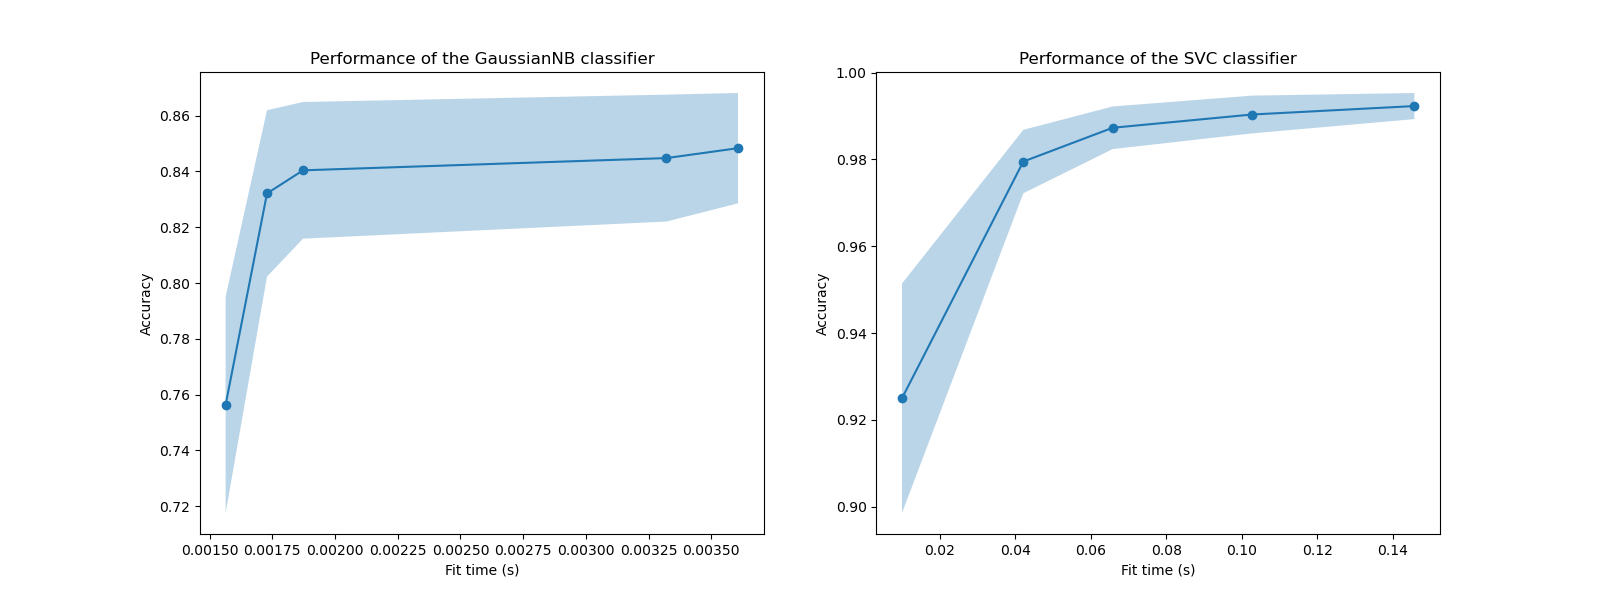 Performance of the GaussianNB classifier
Accuracy
0.86
0.84
0.82
0.80
0.78
0.76
0.74
0.72
0.00150 0.00175 0.00200 0.00225 0.00250 0.00275 0.00300 0.00325 0.00350
Fit time (s)
Performance of the SVC classifier
Accuracy
1.00
0.98
0.96
0.94
0.92
0.90
0.02 0.04 0.06 0.08 0.10 0.12 0.14
Fit time (s)